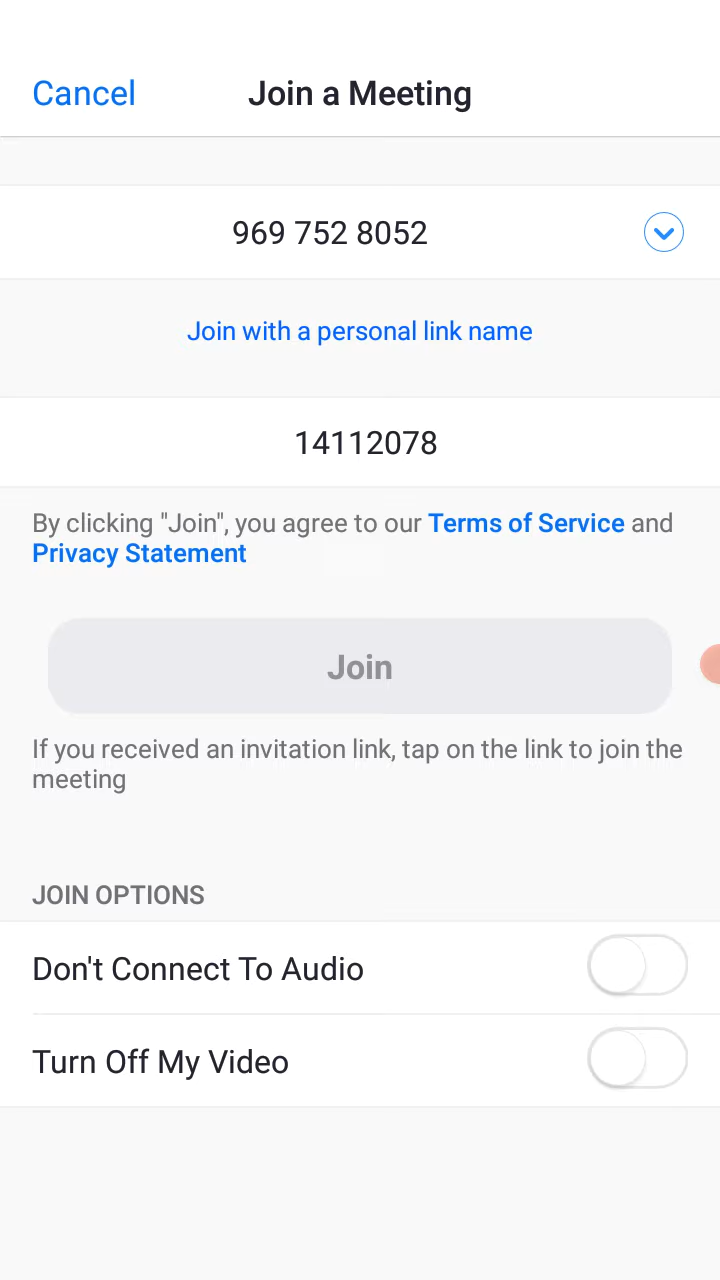 Cancel
Join a Meeting
969 752 8052
Join with a personal link name
14112078
By clicking "Join", you agree to our Terms of Service and
Privacy Statement
Join
If you received an invitation link, tap on the link to join the
meeting
JOIN OPTIONS
Don't Connect To Audio
Turn Off My Video